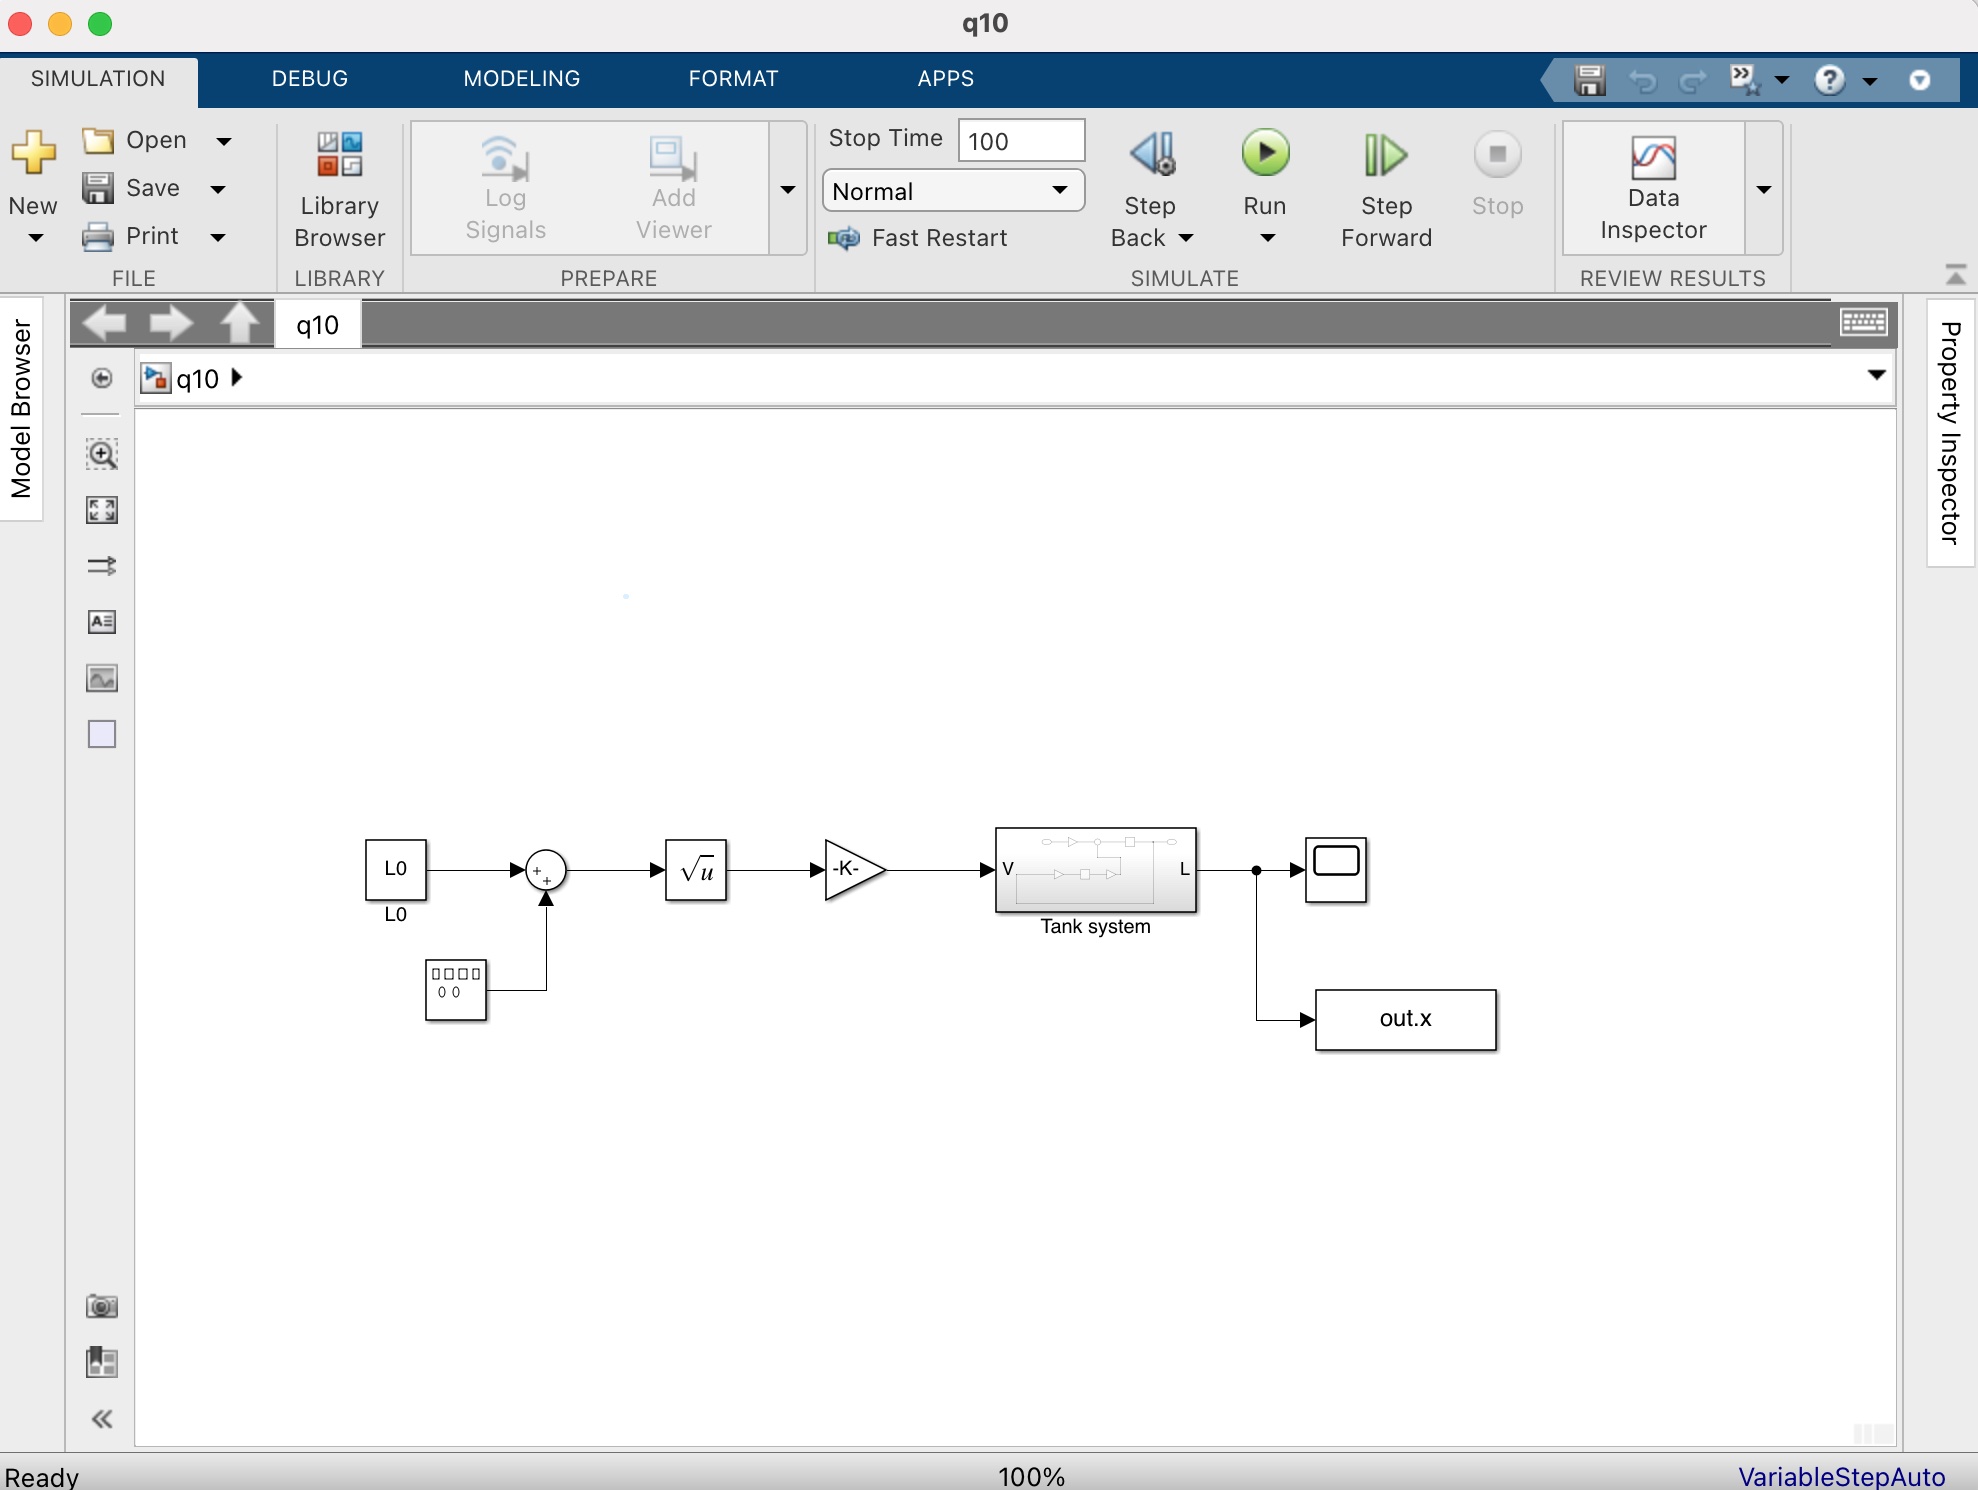 q10
SIMULATION DEBUG MODELING FORMAT APPS
New
Open
Save
Print
FILE
Library
Browser
LIBRARY
Log
Signals
Add
Viewer
PREPARE
Stop Time 100
Normal
Fast Restart
Step
Back
Run
Step
Forward
Stop
SIMULATE
Data
Inspector
REVIEW RESULTS
Model Browser
q10
q10
Property Inspector
L0
L0
+
+
√u
-K-
V
L
Tank system
out.x
Ready 100% VariableStepAuto